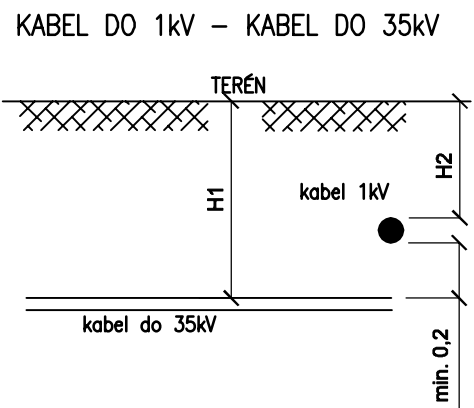 KABEL DO 1kV – KABEL DO 35kV
TERÉN
H1
H2
kabel 1kV
kabel do 35kV
min. 0,2